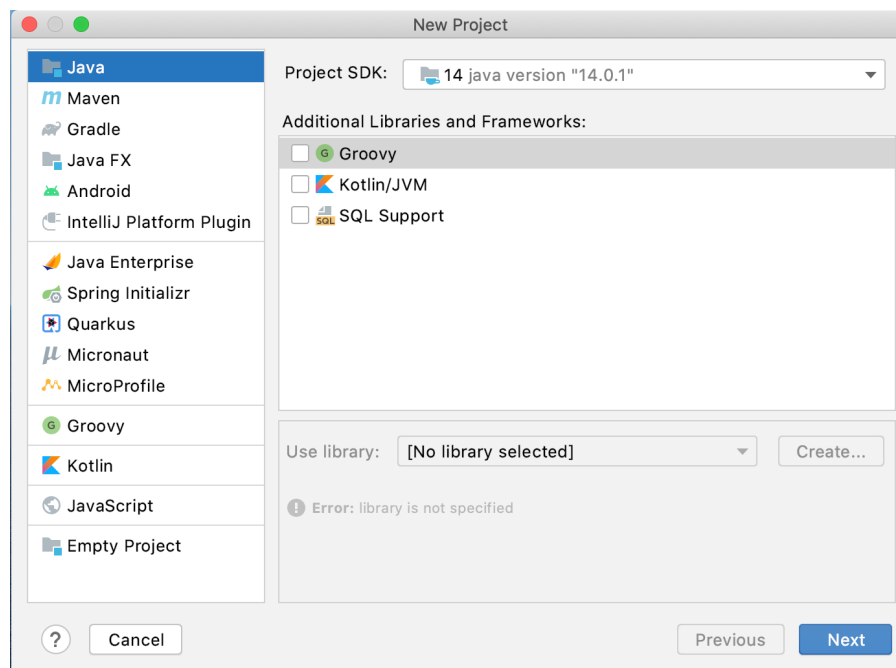 New Project
Java
Maven
Gradle
Java FX
Android
IntelliJ Platform Plugin
Java Enterprise
Spring Initializr
Quarkus
Micronaut
MicroProfile
Groovy
Kotlin
JavaScript
Empty Project
Project SDK: 14 java version "14.0.1"
Additional Libraries and Frameworks:
G Groovy
Kotlin/JVM
SQL SQL Support
Use library: [No library selected] Create...
Error: library is not specified
? Cancel Previous Next